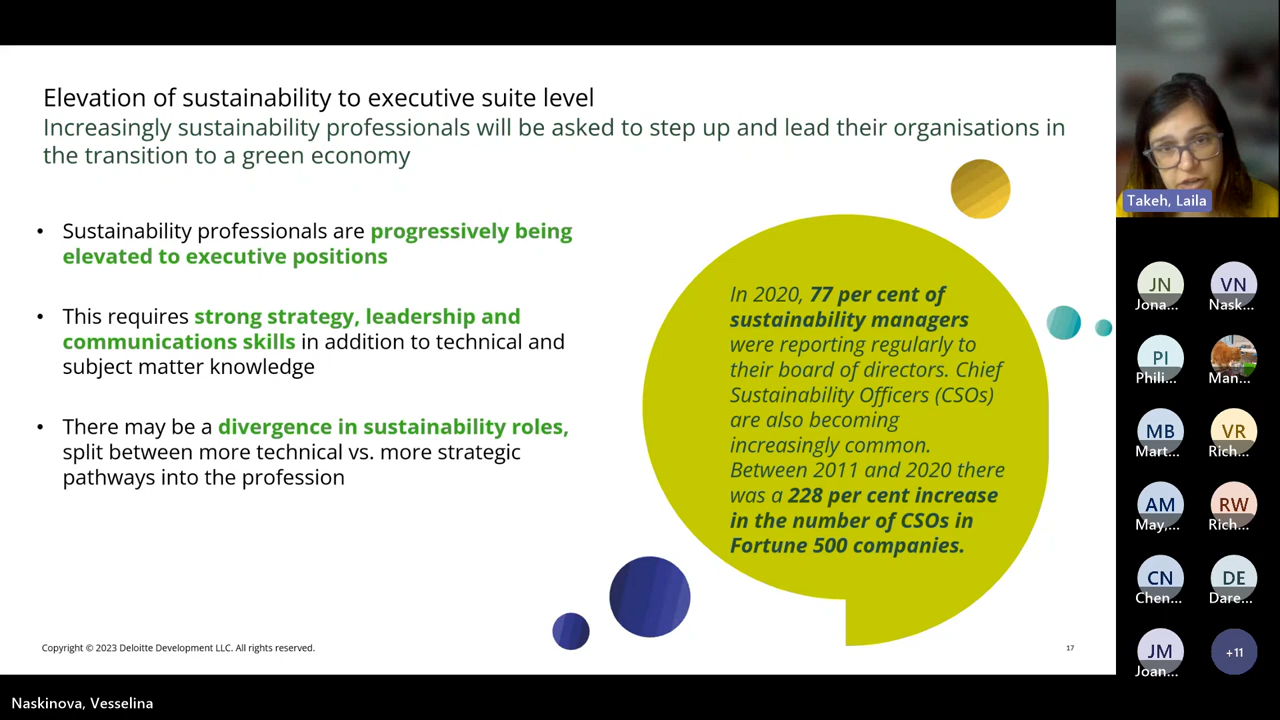 Elevation of sustainability to executive suite level
Increasingly sustainability professionals will be asked to step up and lead their organisations in
the transition to a green economy
• Sustainability professionals are progressively being
elevated to executive positions
• This requires strong strategy, leadership and
communications skills in addition to technical and
subject matter knowledge
• There may be a divergence in sustainability roles,
split between more technical vs. more strategic
pathways into the profession
In 2020, 77 per cent of
sustainability managers
were reporting regularly to
their board of directors. Chief
Sustainability Officers (CSOs)
are also becoming
increasingly common.
Between 2011 and 2020 there
was a 228 per cent increase
in the number of CSOs in
Fortune 500 companies.
Copyright © 2023 Deloitte Development LLC. All rights reserved.
17
Takeh, Laila
JN
Jona...
VN
Nask...
PI
Phili...
Man...
MB
Mart...
VR
Rich...
AM
May,...
RW
Rich...
CN
Chen...
DE
Dare...
JM
Joan...
+11
Naskinova, Vesselina